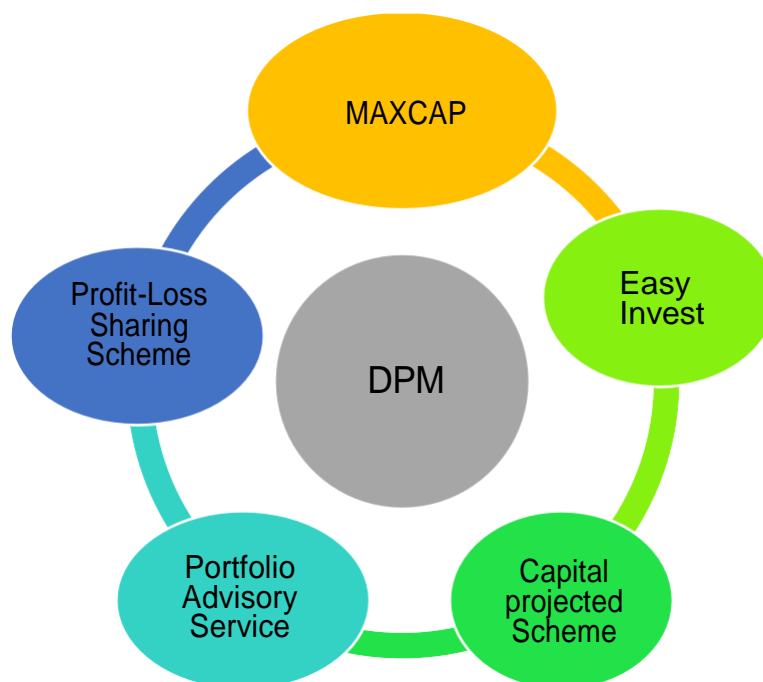 MAXCAP
Easy
Invest
Capital
projected
Scheme
Portfolio
Advisory
Service
Profit-Loss
Sharing
Scheme
DPM